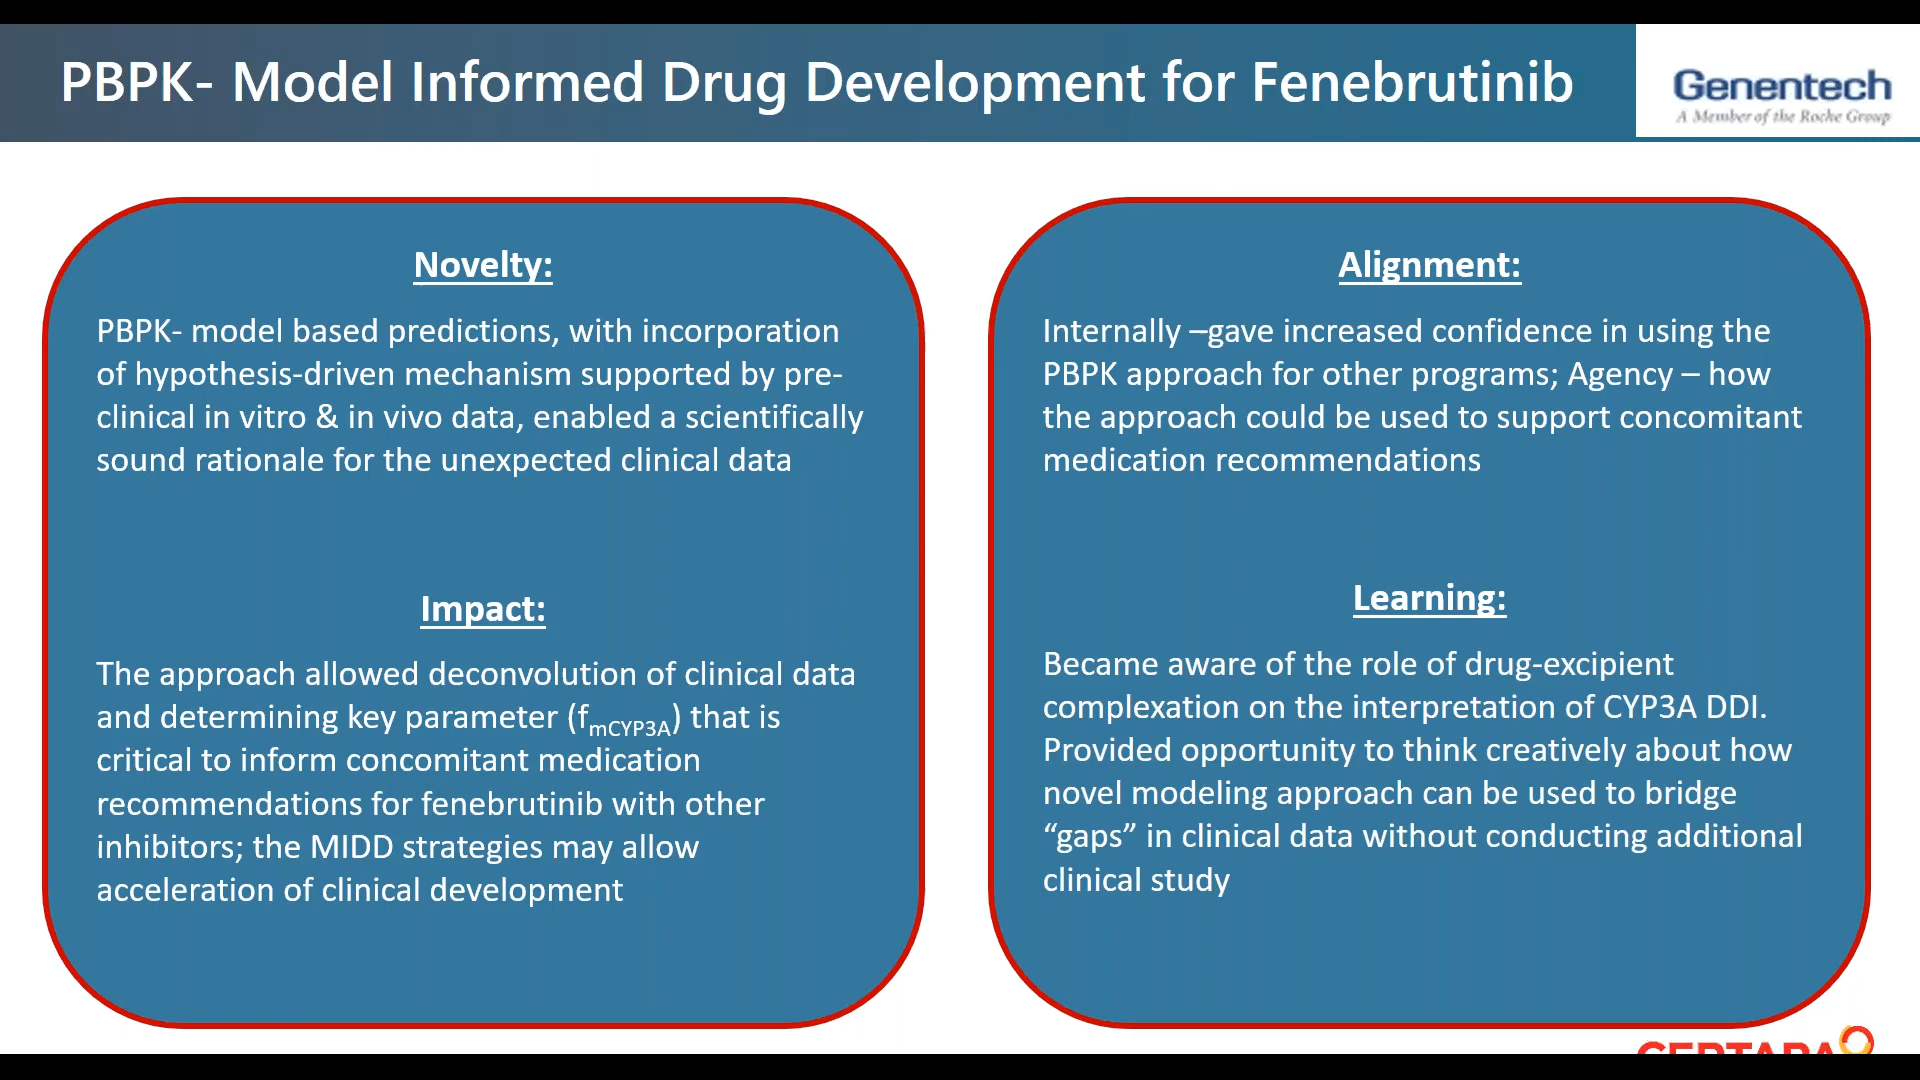 PBPK- Model Informed Drug Development for Fenebrutinib
Genentech
A Member of the Roche Group
Novelty:
PBPK- model based predictions, with incorporation
of hypothesis-driven mechanism supported by pre-
clinical in vitro & in vivo data, enabled a scientifically
sound rationale for the unexpected clinical data
Impact:
The approach allowed deconvolution of clinical data
and determining key parameter (fmCYP3A) that is
critical to inform concomitant medication
recommendations for fenebrutinib with other
inhibitors; the MIDD strategies may allow
acceleration of clinical development
Alignment:
Internally –gave increased confidence in using the
PBPK approach for other programs; Agency – how
the approach could be used to support concomitant
medication recommendations
Learning:
Became aware of the role of drug-excipient
complexation on the interpretation of CYP3A DDI.
Provided opportunity to think creatively about how
novel modeling approach can be used to bridge
“gaps” in clinical data without conducting additional
clinical study
CERTARA